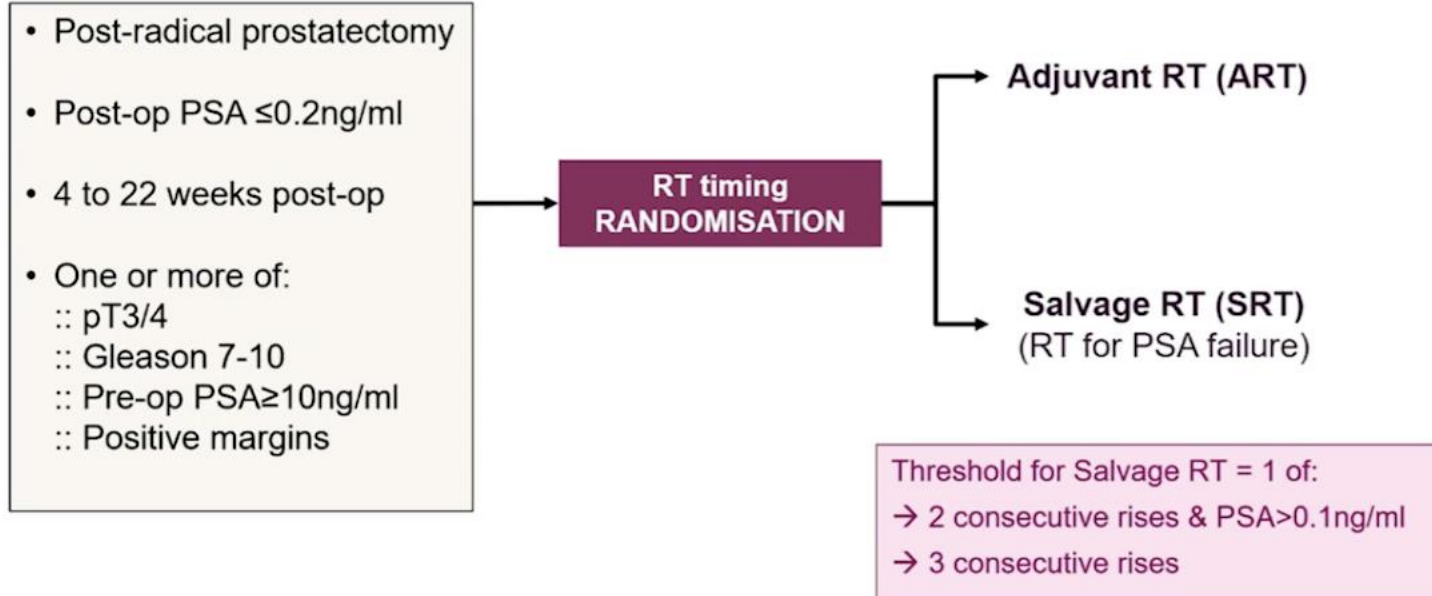 • Post-radical prostatectomy
• Post-op PSA ≤0.2ng/ml
• 4 to 22 weeks post-op
• One or more of:
:: pT3/4
:: Gleason 7-10
:: Pre-op PSA≥10ng/ml
:: Positive margins
RT timing
RANDOMISATION
Adjuvant RT (ART)
Salvage RT (SRT)
(RT for PSA failure)
Threshold for Salvage RT = 1 of:
→ 2 consecutive rises & PSA>0.1ng/ml
→ 3 consecutive rises